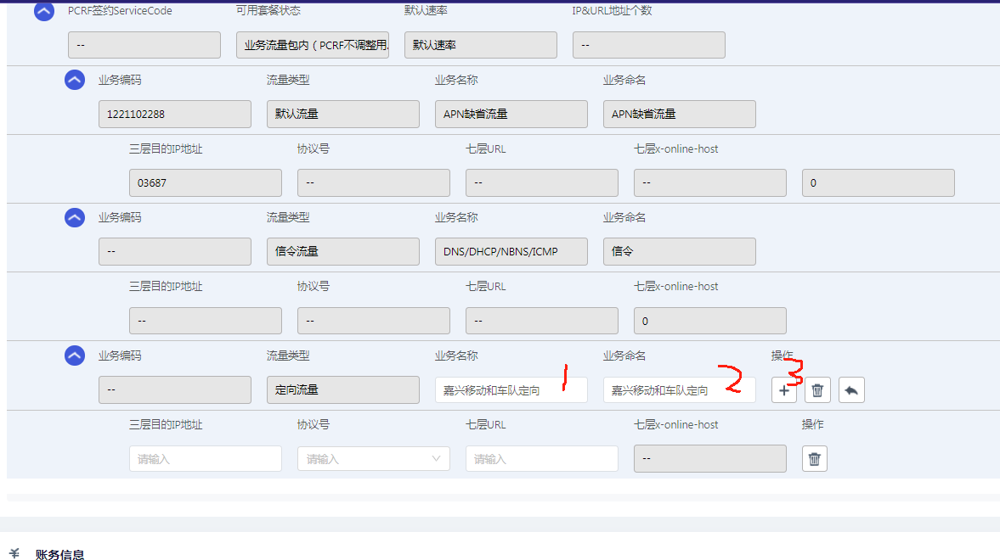 PCRF签约ServiceCode 可用套餐状态 默认速率 IP&URL地址个数
-- 业务流量包内（PCRF不调整用. 默认速率 --
业务编码 流量类型 业务名称 业务命名
1221102288 默认流量 APN缺省流量 APN缺省流量
三层目的IP地址 协议号 七层URL 七层x-online-host
03687 -- -- -- 0
业务编码 流量类型 业务名称 业务命名
-- 信令流量 DNS/DHCP/NBNS/ICMP 信令
三层目的IP地址 协议号 七层URL 七层x-online-host
-- -- -- 0
业务编码 流量类型 业务名称 业务命名 操作
-- 定向流量 嘉兴移动和车队定向 1 嘉兴移动和车队定向 2 3
三层目的IP地址 协议号 七层URL 七层x-online-host 操作
请输入 请输入 请输入 --
账务信息